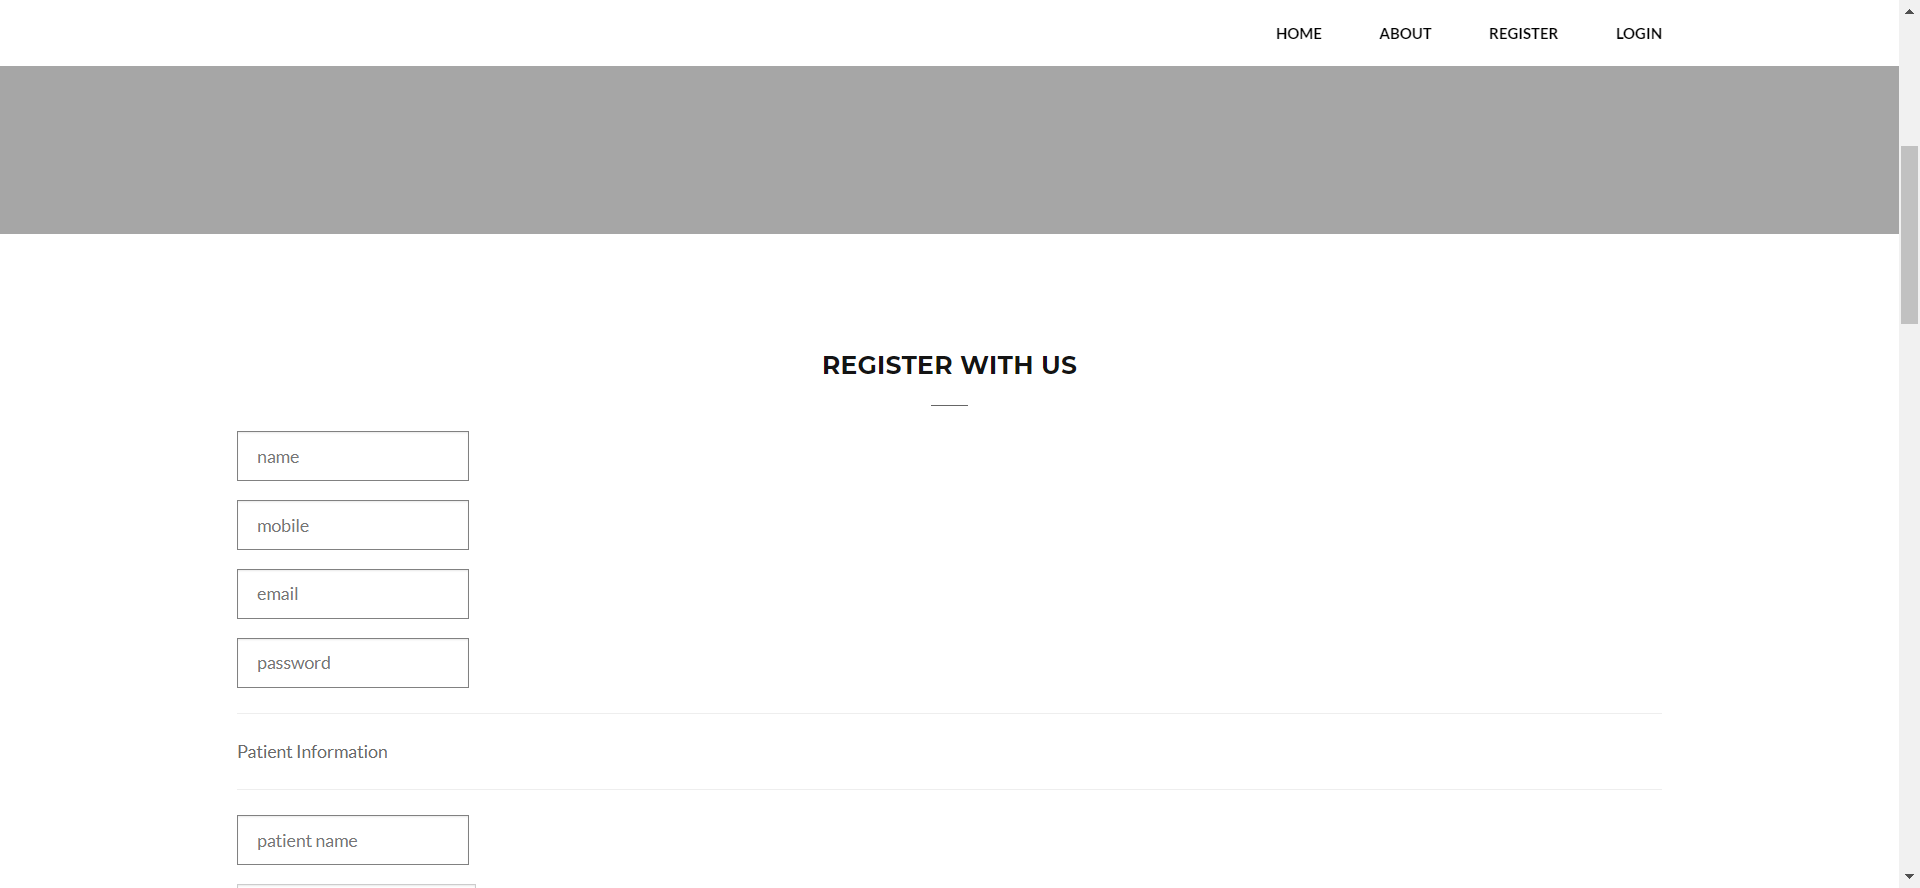 HOME ABOUT REGISTER LOGIN
REGISTER WITH US
name
mobile
email
password
Patient Information
patient name